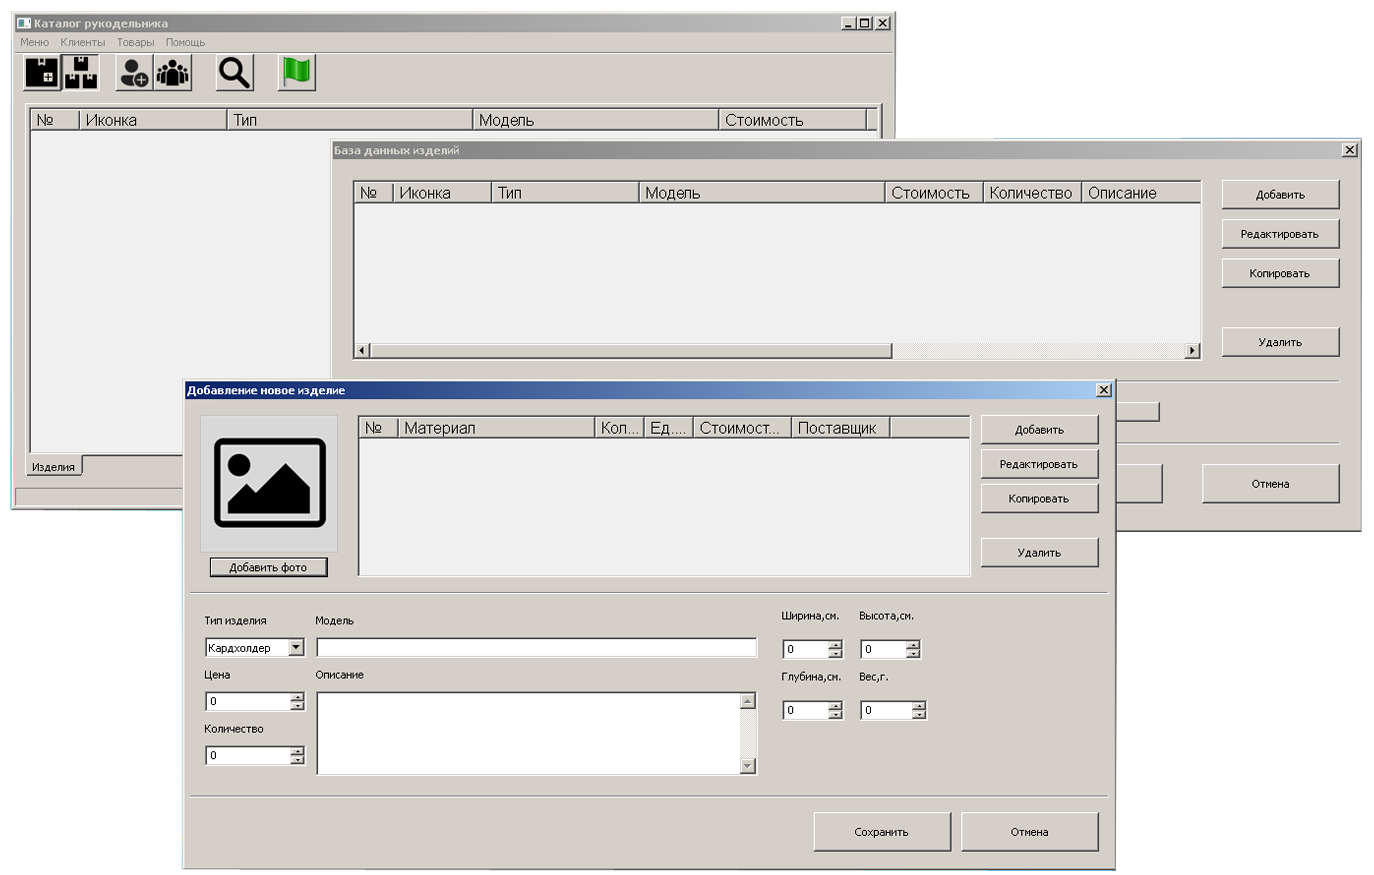 Каталог рукодельника
Меню Клиенты Товары Помощь
№ Иконка Тип Модель Стоимость
Изделия
База данных изделий
№ Иконка Тип Модель Стоимость Количество Описание
Добавить
Редактировать
Копировать
Удалить
Отмена
Добавление новое изделие
№ Материал Кол... Ед.... Стоимост... Поставщик
Добавить
Редактировать
Копировать
Удалить
Добавить фото
Тип изделия Модель Ширина,см. Высота,см.
Кардхолдер 0 0
Цена Описание Глубина,см. Вес,г.
0 0 0
Количество
0
Сохранить Отмена